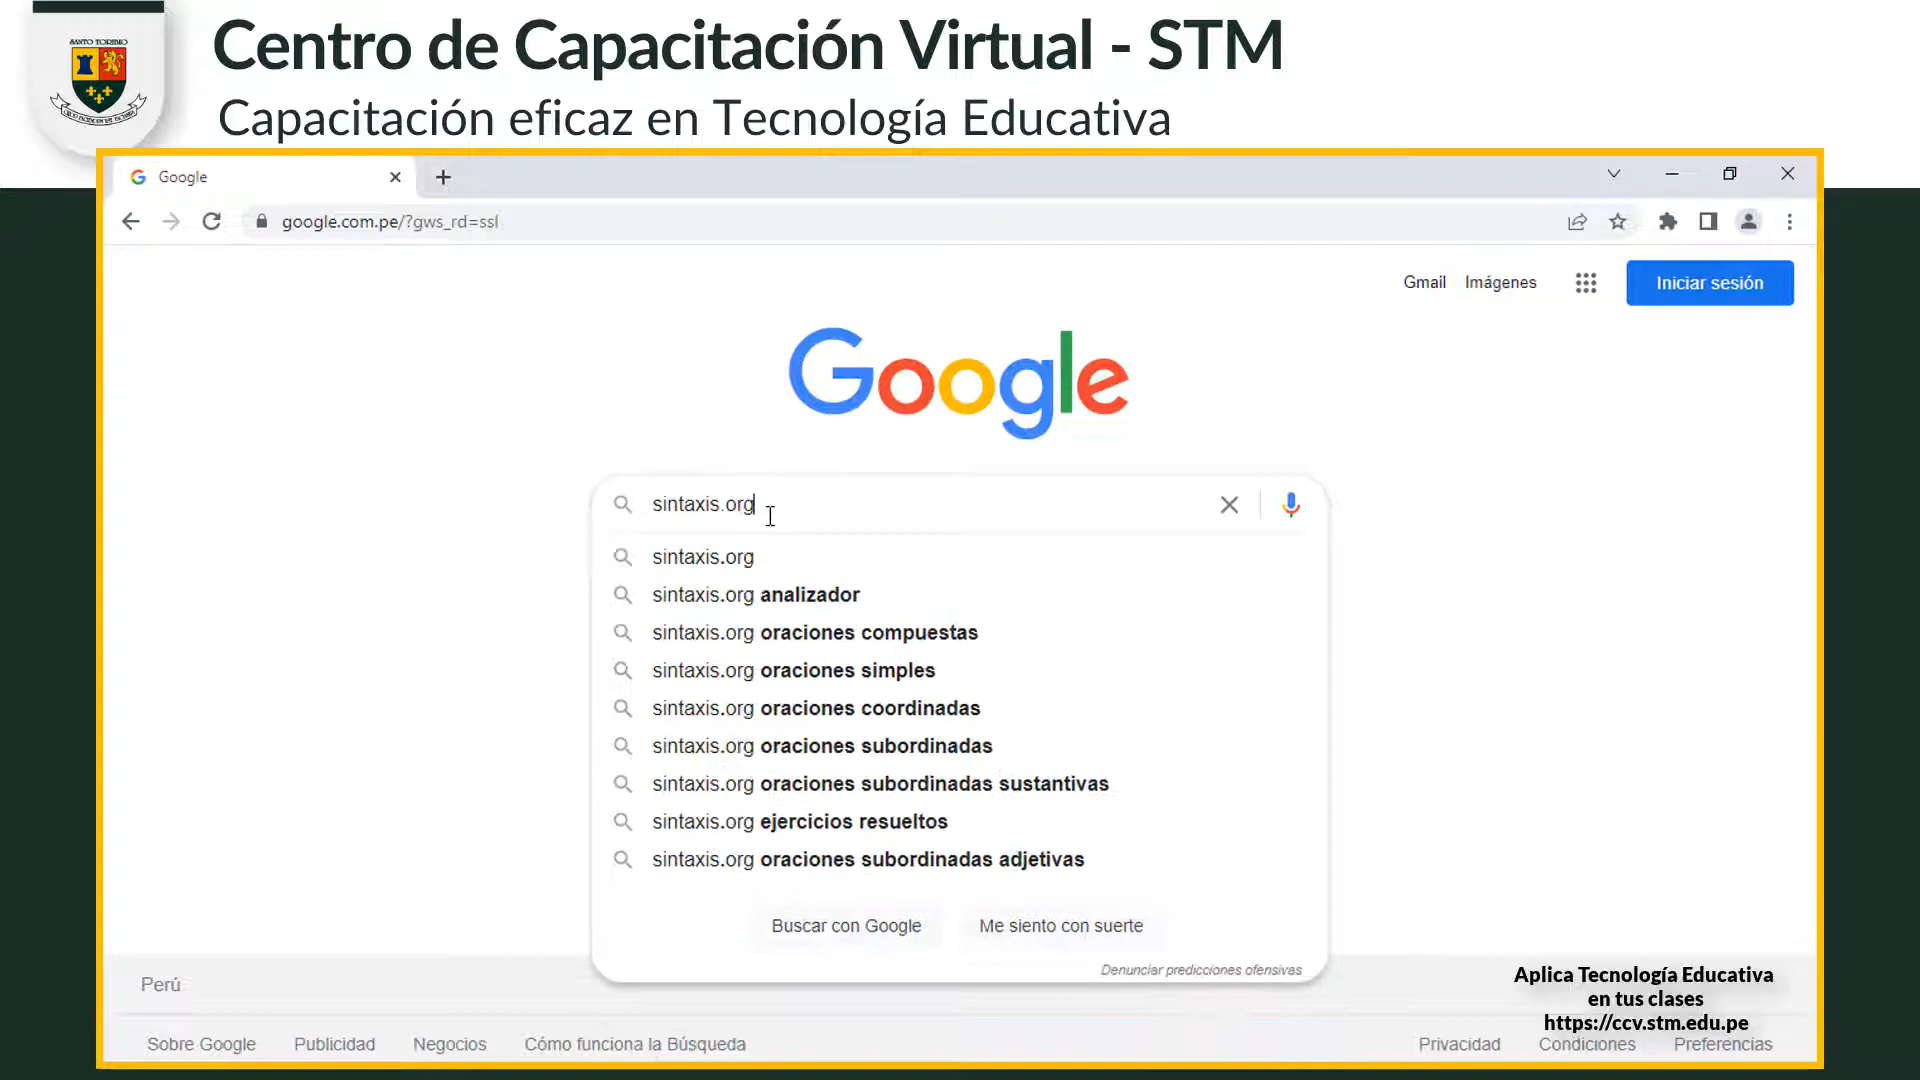 SANTO TORIBIO
Centro de Capacitación Virtual - STM
Capacitación eficaz en Tecnología Educativa
Google
google.com.pe/?gws_rd=ssl
Gmail Imágenes Iniciar sesión
Google
sintaxis.org
sintaxis.org
sintaxis.org analizador
sintaxis.org oraciones compuestas
sintaxis.org oraciones simples
sintaxis.org oraciones coordinadas
sintaxis.org oraciones subordinadas
sintaxis.org oraciones subordinadas sustantivas
sintaxis.org ejercicios resueltos
sintaxis.org oraciones subordinadas adjetivas
Buscar con Google Me siento con suerte
Denunciar predicciones ofensivas
Perú
Aplica Tecnología Educativa
en tus clases
https://ccv.stm.edu.pe
Sobre Google Publicidad Negocios Cómo funciona la Búsqueda Privacidad Condiciones Preferencias